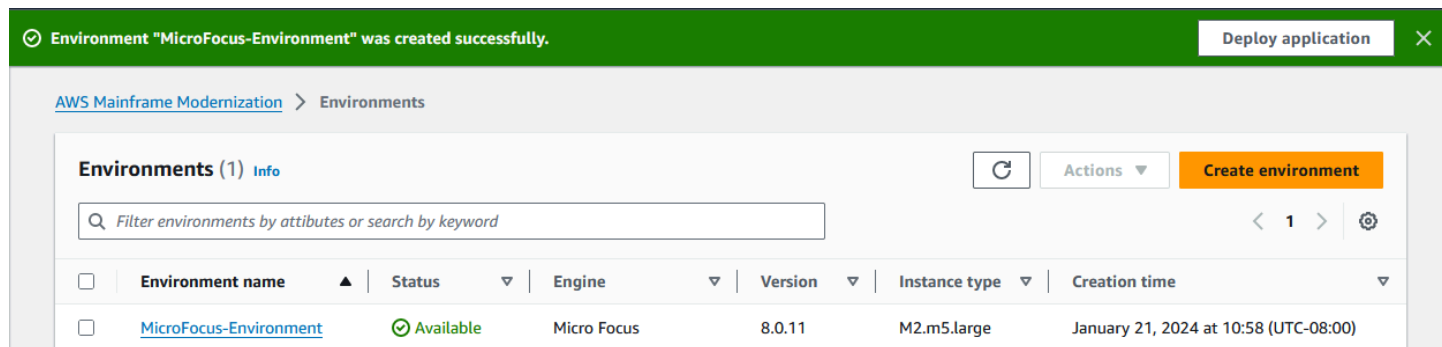 Environment "MicroFocus-Environment" was created successfully. Deploy application
AWS Mainframe Modernization > Environments
Environments (1) Info Actions Create environment
Filter environments by attibutes or search by keyword 1
Environment name Status Engine Version Instance type Creation time
MicroFocus-Environment Available Micro Focus 8.0.11 M2.m5.large January 21, 2024 at 10:58 (UTC-08:00)